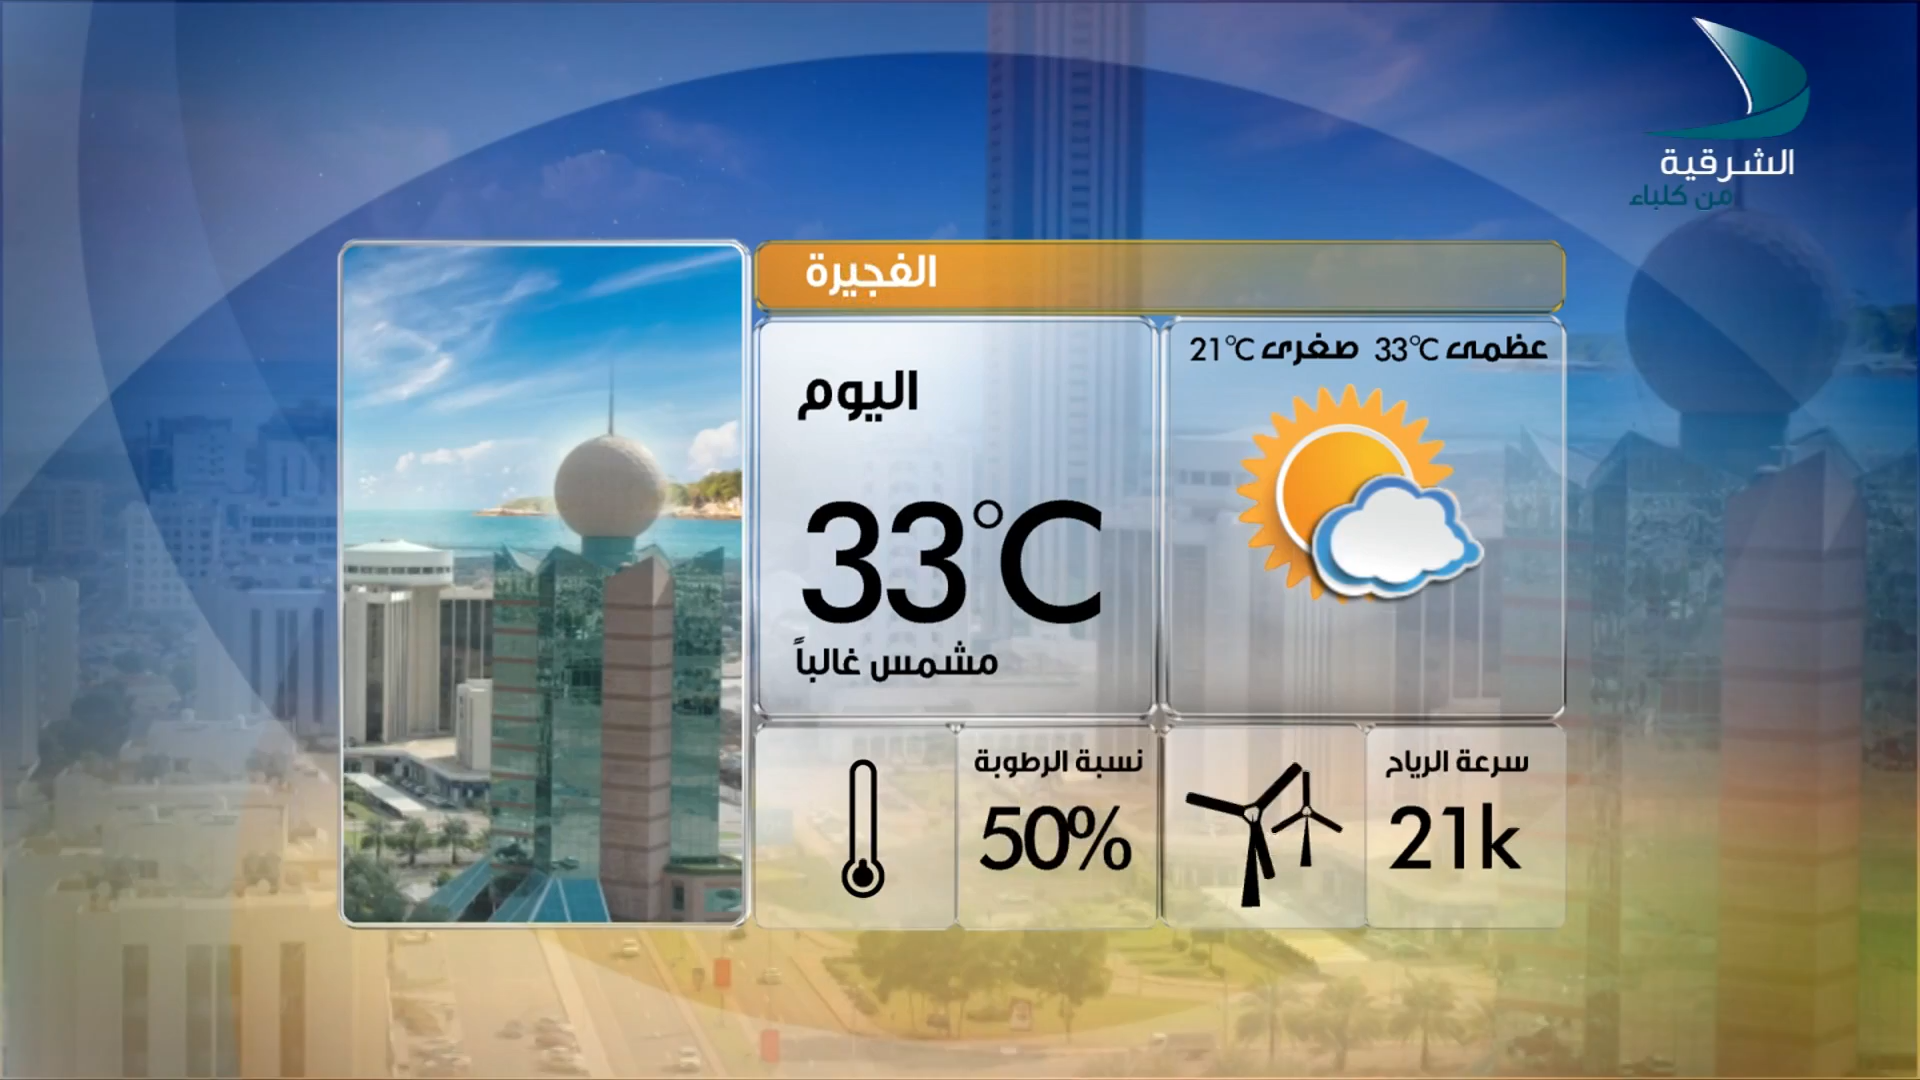 الشرقية
من كلباء
الفجيرة
عظمى 33°C صغرى 21°C
اليوم
33°C
مشمس غالباً
سرعة الرياح
21k
نسبة الرطوبة
50%